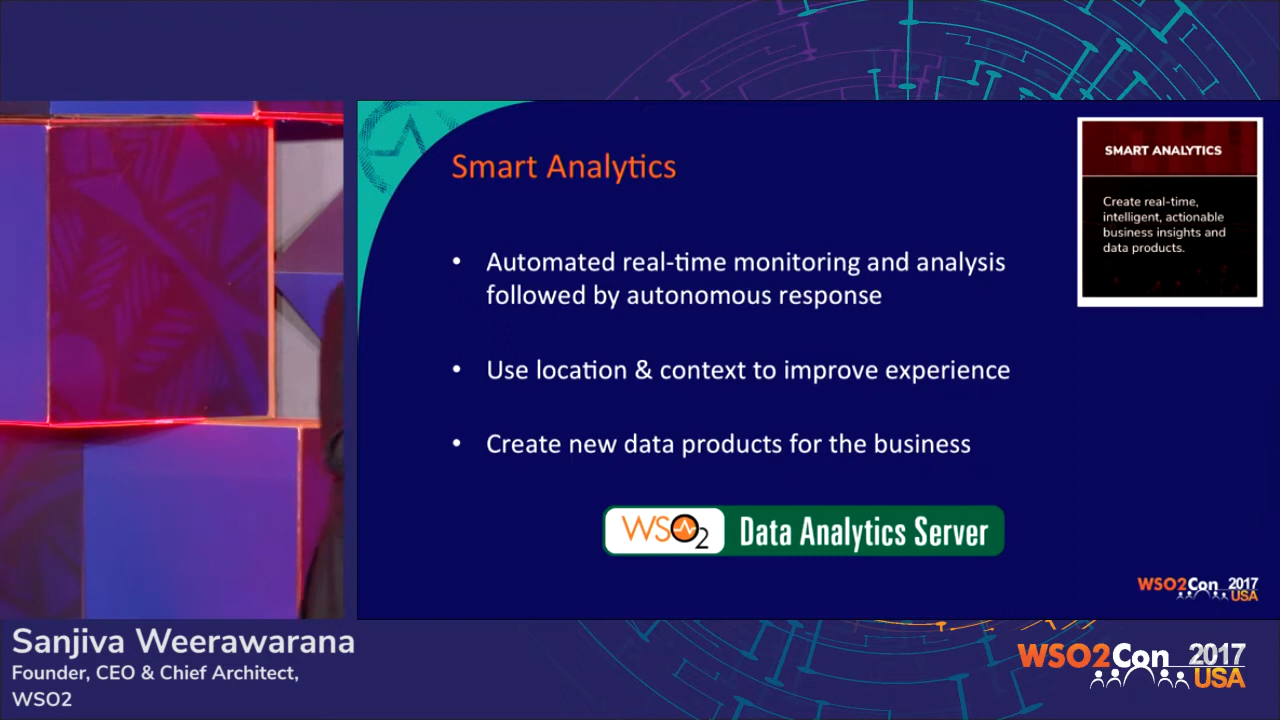 Smart Analytics
• Automated real-time monitoring and analysis
followed by autonomous response
• Use location & context to improve experience
• Create new data products for the business
WSO2 Data Analytics Server
SMART ANALYTICS
Create real-time,
intelligent, actionable
business insights and
data products.
WSO2Con 2017
USA
Sanjiva Weerawarana
Founder, CEO & Chief Architect,
WSO2
WSO2Con 2017
USA